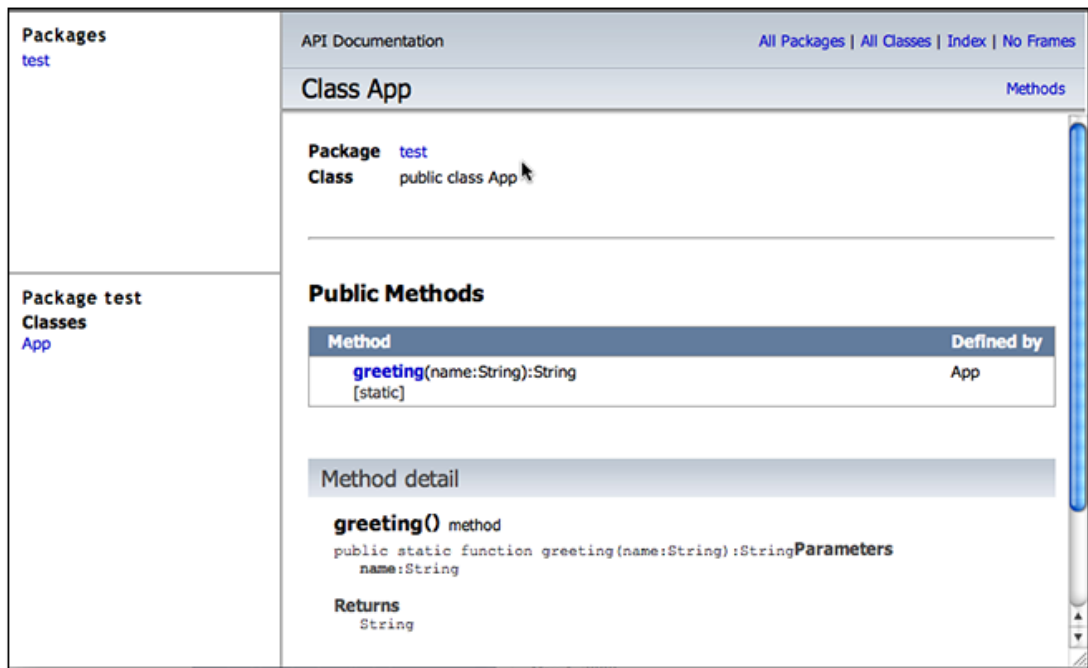 Packages
test
Package test
Classes
App
API Documentation
All Packages | All Classes | Index | No Frames
Class App
Methods
Package test
Class public class App
Public Methods
Method Defined by
greeting(name:String):String App
[static]
Method detail
greeting() method
public static function greeting(name:String):StringParameters
name:String
Returns
String